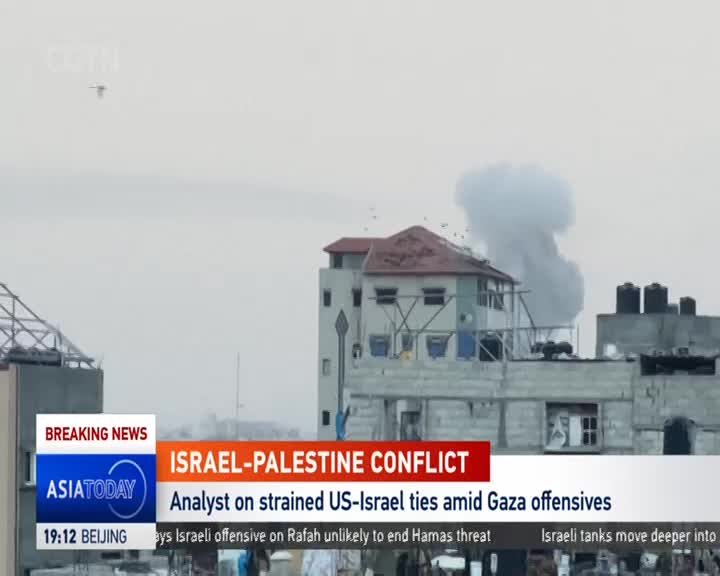 CGTN
BREAKING NEWS
ISRAEL-PALESTINE CONFLICT
ASIATODAY
Analyst on strained US-Israel ties amid Gaza offensives
19:12 BEIJING
ays Israeli offensive on Rafah unlikely to end Hamas threat Israeli tanks move deeper into